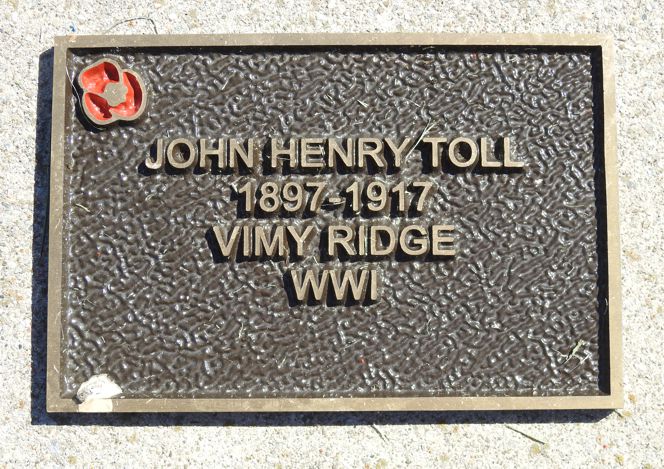 JOHN HENRY TOLL
1897-1917
VIMY RIDGE
WWI